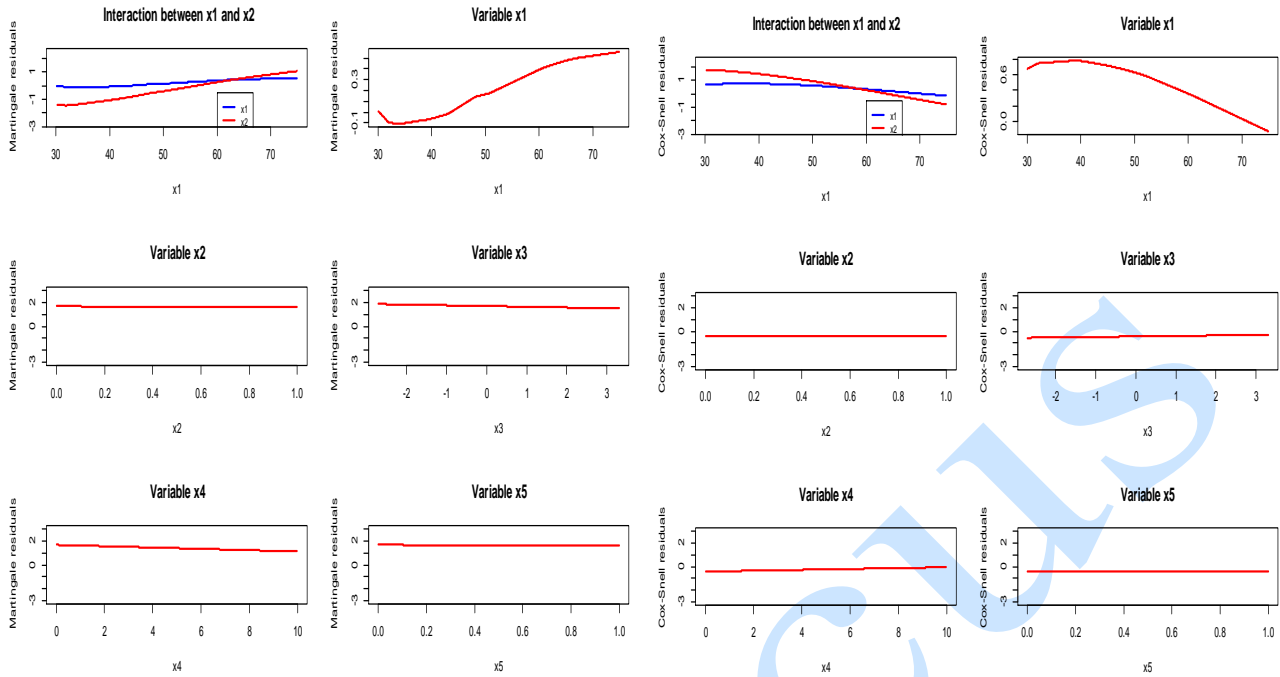 Interaction between x1 and x2
Martingale residuals
1
-1
-3
x1
x2
30 40 50 60 70
x1
Variable x1
Martingale residuals
0.3
0.1
-0.1
30 40 50 60 70
x1
Interaction between x1 and x2
Cox-Snell residuals
1
-1
-3
x1
x2
30 40 50 60 70
x1
Variable x1
Cox-Snell residuals
0.6
0.0
30 40 50 60 70
x1
Variable x2
Martingale residuals
2
0
-3
0.0 0.2 0.4 0.6 0.8 1.0
x2
Variable x3
Martingale residuals
2
0
-3
-2 -1 0 1 2 3
x3
Variable x2
Cox-Snell residuals
2
0
-3
0.0 0.2 0.4 0.6 0.8 1.0
x2
Variable x3
Cox-Snell residuals
2
0
-3
-2 -1 0 1 2 3
x3
Variable x4
Martingale residuals
2
0
-3
0 2 4 6 8 10
x4
Variable x5
Martingale residuals
2
0
-3
0.0 0.2 0.4 0.6 0.8 1.0
x5
Variable x4
Cox-Snell residuals
2
0
-3
0 2 4 6 8 10
x4
Variable x5
Cox-Snell residuals
2
0
-3
0.0 0.2 0.4 0.6 0.8 1.0
x5
cus